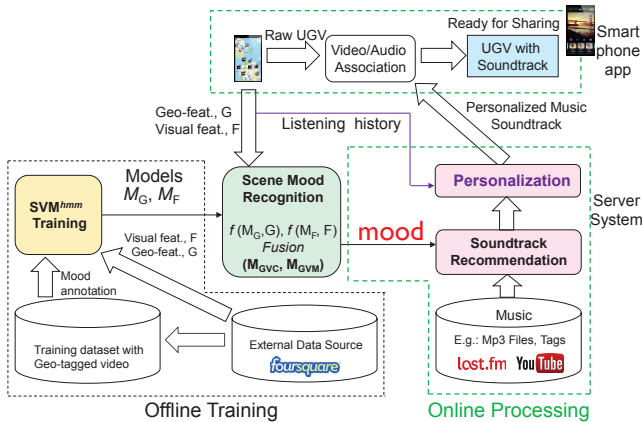 Ready for Sharing
Raw UGV
Video/Audio
Association
UGV with
Soundtrack
Smart
phone
app
Geo-feat., G
Visual feat., F
Listening history
Personalized Music
Soundtrack
Models
M_G, M_F
SVM^hmm
Training
Scene Mood
Recognition
f (M_G,G), f (M_F, F)
Fusion
(M_GVC, M_GVM)
Personalization
Server
System
mood
Soundtrack
Recommendation
Visual feat., F
Geo-feat., G
Mood
annotation
Training dataset with
Geo-tagged video
External Data Source
foursquare
Music
E.g.: Mp3 Files, Tags
last.fm YouTube
Offline Training
Online Processing